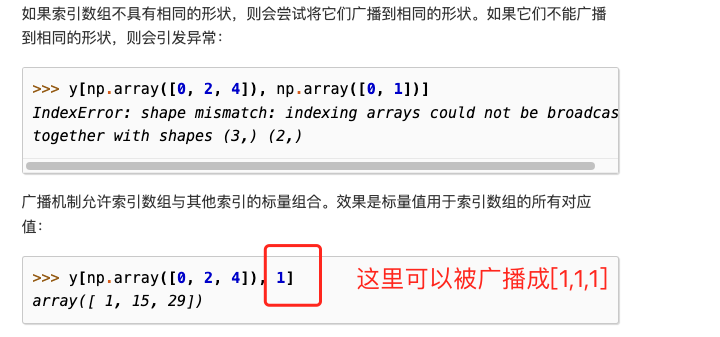 如果索引数组不具有相同的形状，则会尝试将它们广播到相同的形状。如果它们不能广播
到相同的形状，则会引发异常：
>>> y[np.array([0, 2, 4]), np.array([0, 1])]
IndexError: shape mismatch: indexing arrays could not be broadcas
together with shapes (3,) (2,)
广播机制允许索引数组与其他索引的标量组合。效果是标量值用于索引数组的所有对应
值：
>>> y[np.array([0, 2, 4]), 1]
这里可以被广播成[1,1,1]
array([ 1, 15, 29])